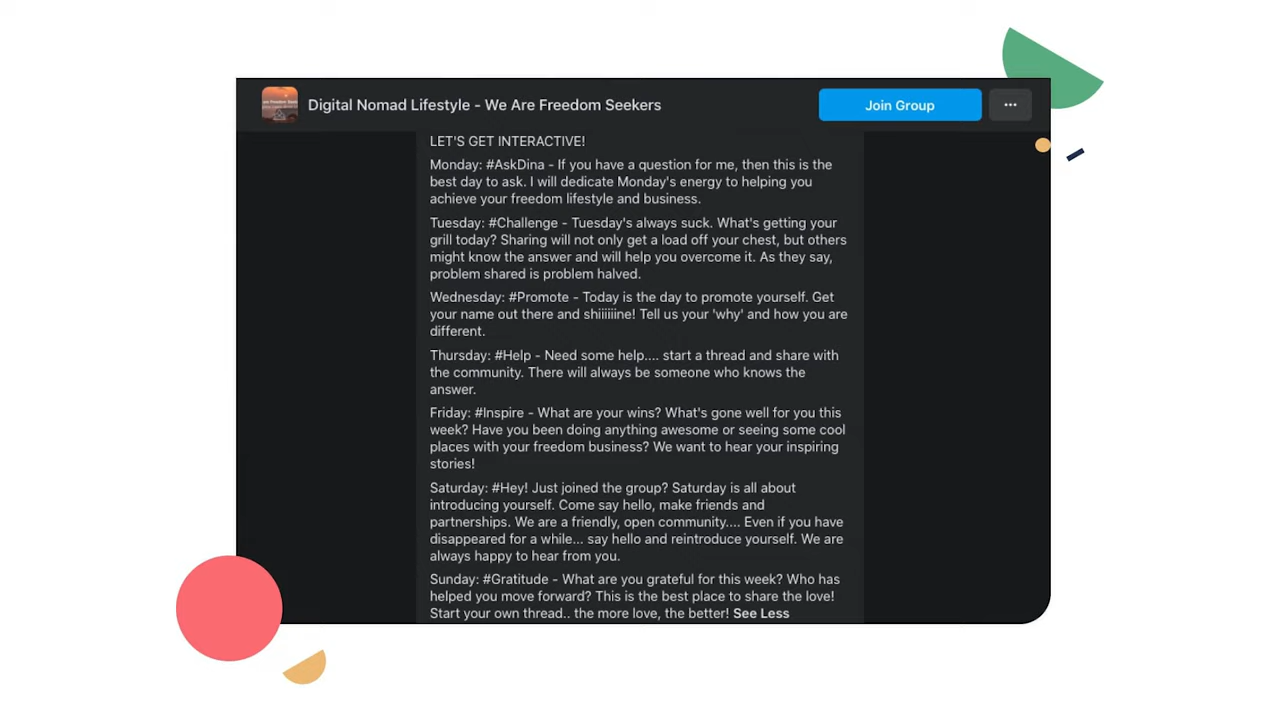 Digital Nomad Lifestyle - We Are Freedom Seekers
Join Group
LET'S GET INTERACTIVE!
Monday: #AskDina - If you have a question for me, then this is the
best day to ask. I will dedicate Monday's energy to helping you
achieve your freedom lifestyle and business.
Tuesday: #Challenge - Tuesday's always suck. What's getting your
grill today? Sharing will not only get a load off your chest, but others
might know the answer and will help you overcome it. As they say,
problem shared is problem halved.
Wednesday: #Promote - Today is the day to promote yourself. Get
your name out there and shiiiiiine! Tell us your 'why' and how you are
different.
Thursday: #Help - Need some help.... start a thread and share with
the community. There will always be someone who knows the
answer.
Friday: #Inspire - What are your wins? What's gone well for you this
week? Have you been doing anything awesome or seeing some cool
places with your freedom business? We want to hear your inspiring
stories!
Saturday: #Hey! Just joined the group? Saturday is all about
introducing yourself. Come say hello, make friends and
partnerships. We are a friendly, open community.... Even if you have
disappeared for a while... say hello and reintroduce yourself. We are
always happy to hear from you.
Sunday: #Gratitude - What are you grateful for this week? Who has
helped you move forward? This is the best place to share the love!
Start your own thread.. the more love, the better! See Less